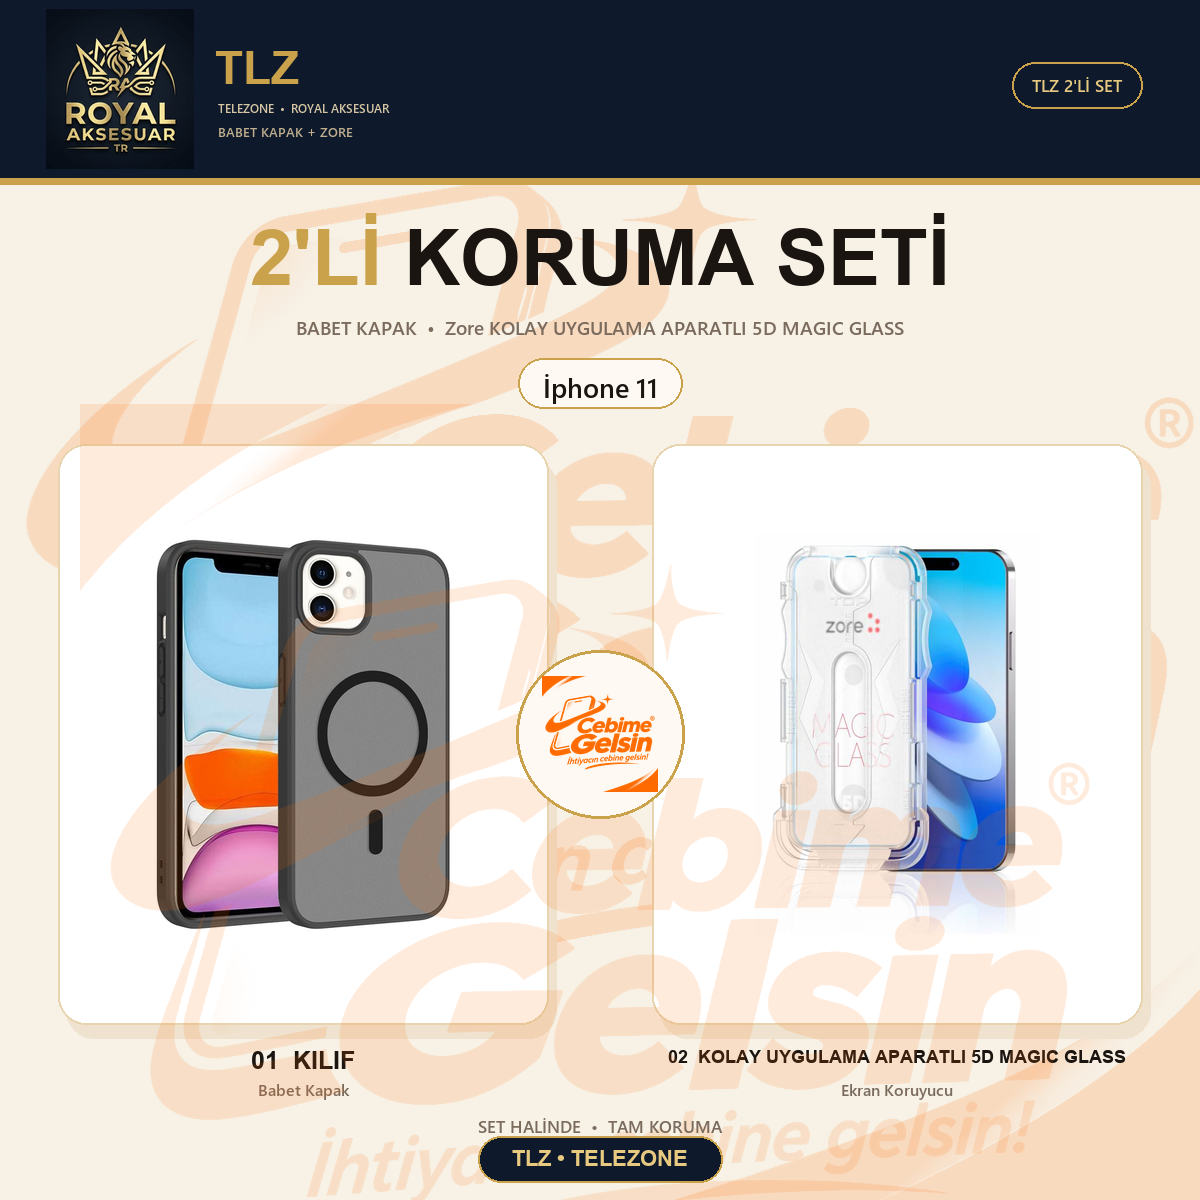 ROYAL
AKSESUAR
TR
TLZ
TELEZONE • ROYAL AKSESUAR
BABET KAPAK + ZORE
TLZ 2'Lİ SET
2'Lİ KORUMA SETİ
BABET KAPAK • Zore KOLAY UYGULAMA APARATLI 5D MAGIC GLASS
İphone 11
zore
MAGIC
GLASS
5D
Cebime
Gelsin
İhtiyacın cebine gelsin!
®
Cebime ®
Gelsin
01 KILIF
Babet Kapak
02 KOLAY UYGULAMA APARATLI 5D MAGIC GLASS
Ekran Koruyucu
SET HALİNDE • TAM KORUMA
TLZ • TELEZONE